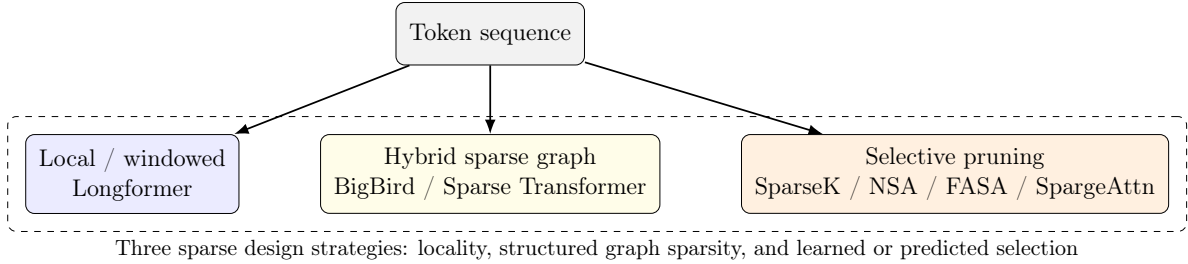 Token sequence
Local / windowed
Longformer
Hybrid sparse graph
BigBird / Sparse Transformer
Selective pruning
SparseK / NSA / FASA / SpargeAttn
Three sparse design strategies: locality, structured graph sparsity, and learned or predicted selection